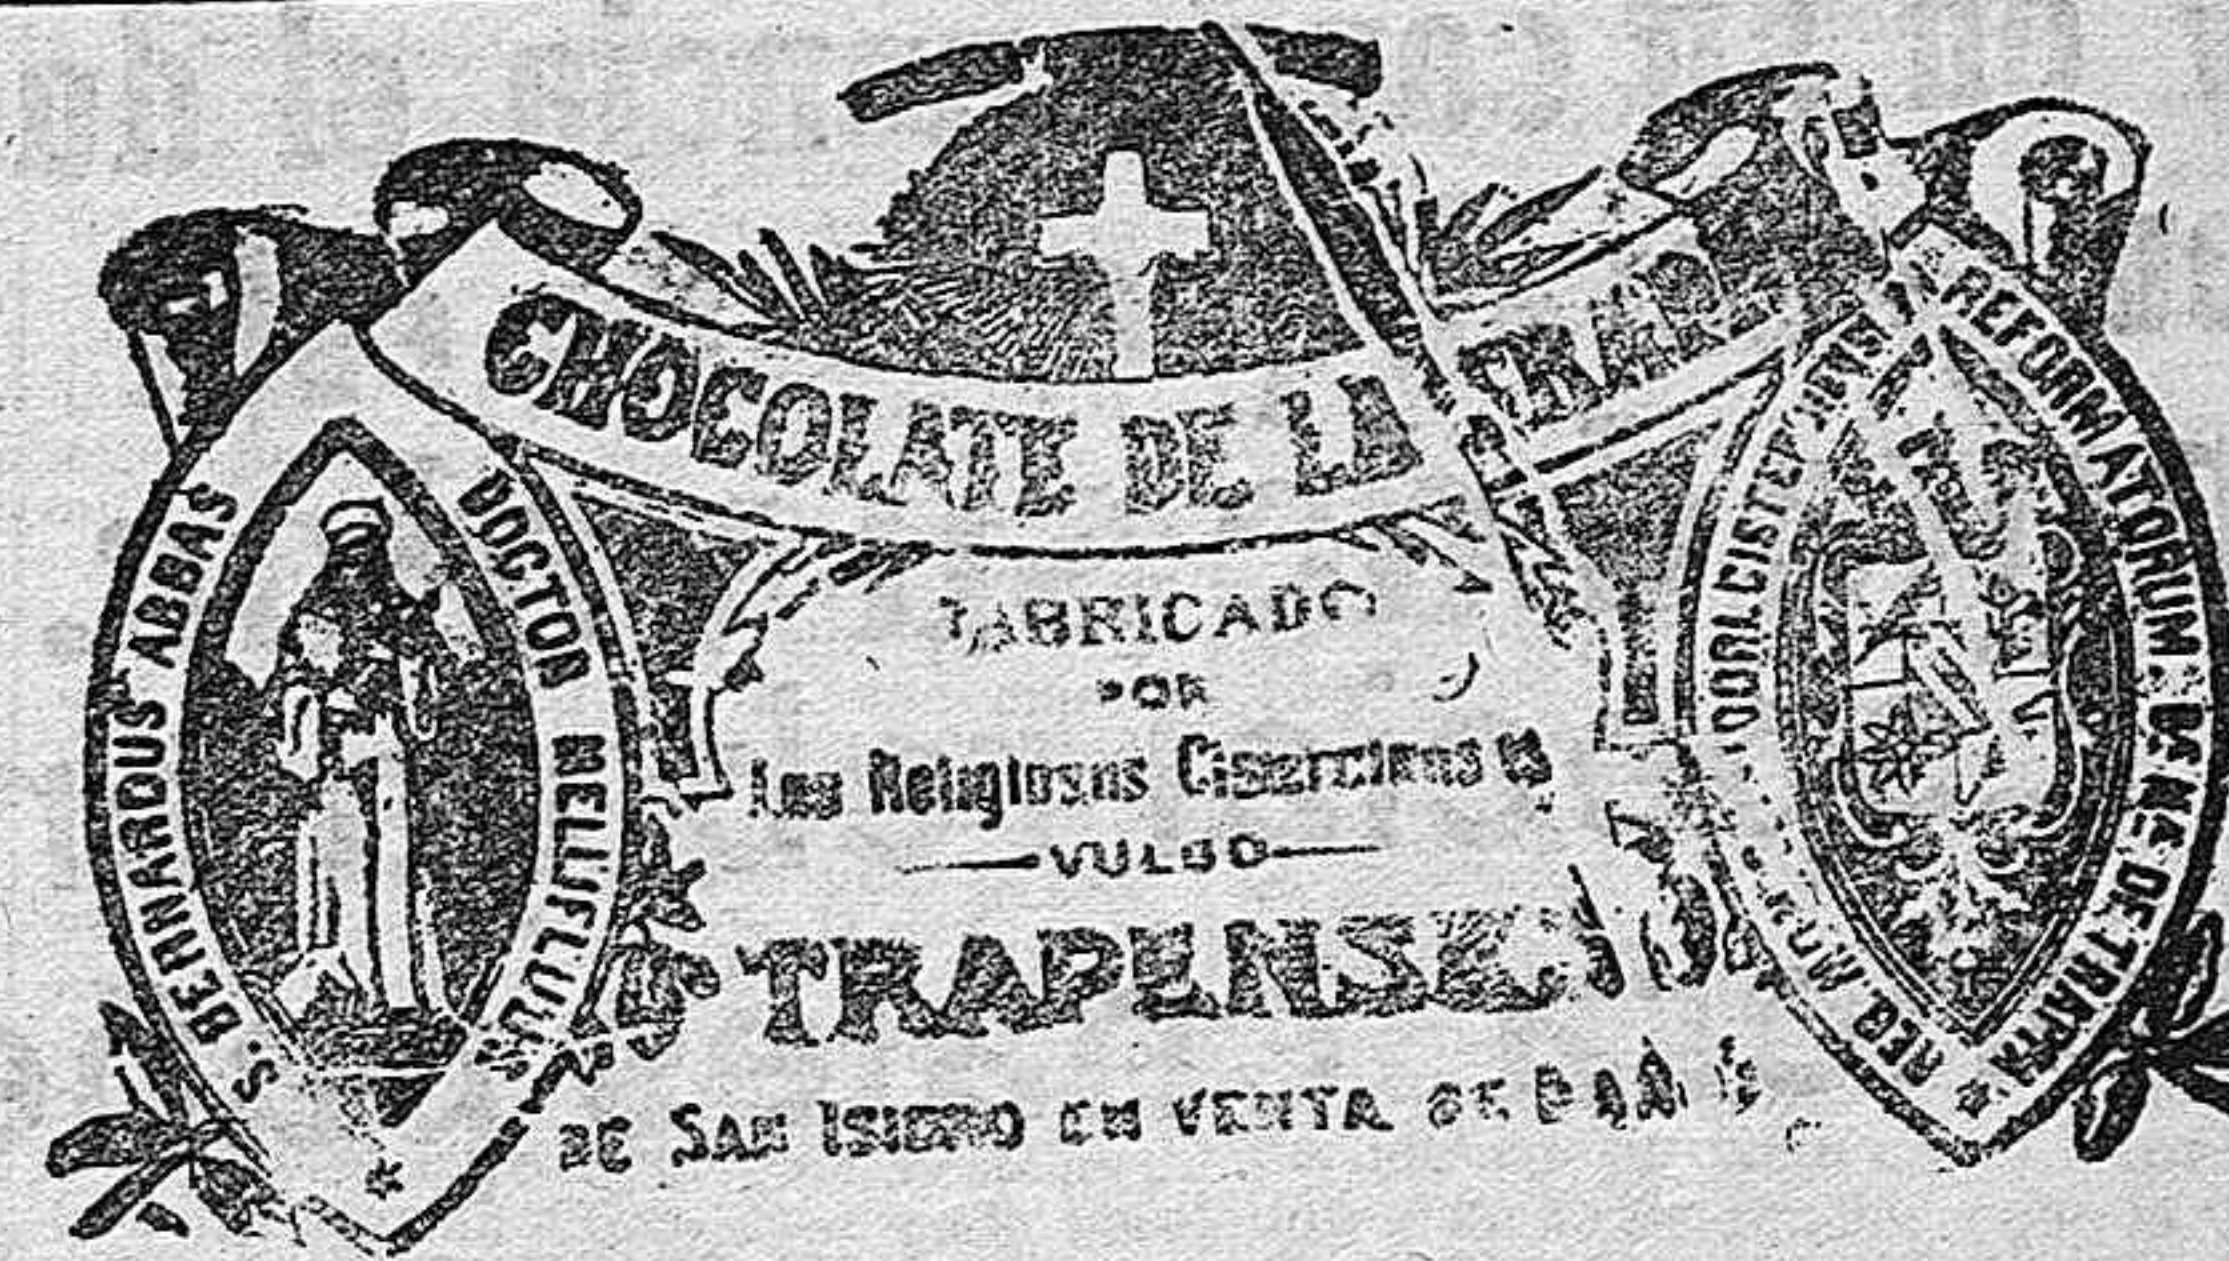 CHOCOLATE DE LA TRAPA
S. BERNARDUS ABBAS
DOCTOR MELLIFLUUS
FABRICADO
POR
Los Religiosos Cistercienses
VULGO
TRAPENSES
DE SAN ISIDRO EN VENTA DE BAÑOS
REFORMATORUM B. Mª DE TRAPPA